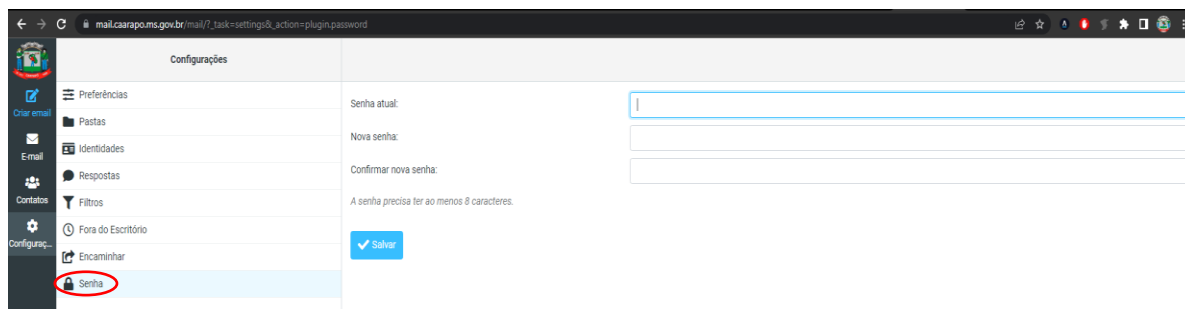 mail.caarapo.ms.gov.br/mail/?_task=settings&_action=plugin.password
Configurações
Criar email
E-mail
Contatos
Configuraç...
Preferências
Pastas
Identidades
Respostas
Filtros
Fora do Escritório
Encaminhar
Senha
Senha atual:
Nova senha:
Confirmar nova senha:
A senha precisa ter ao menos 8 caracteres.
Salvar